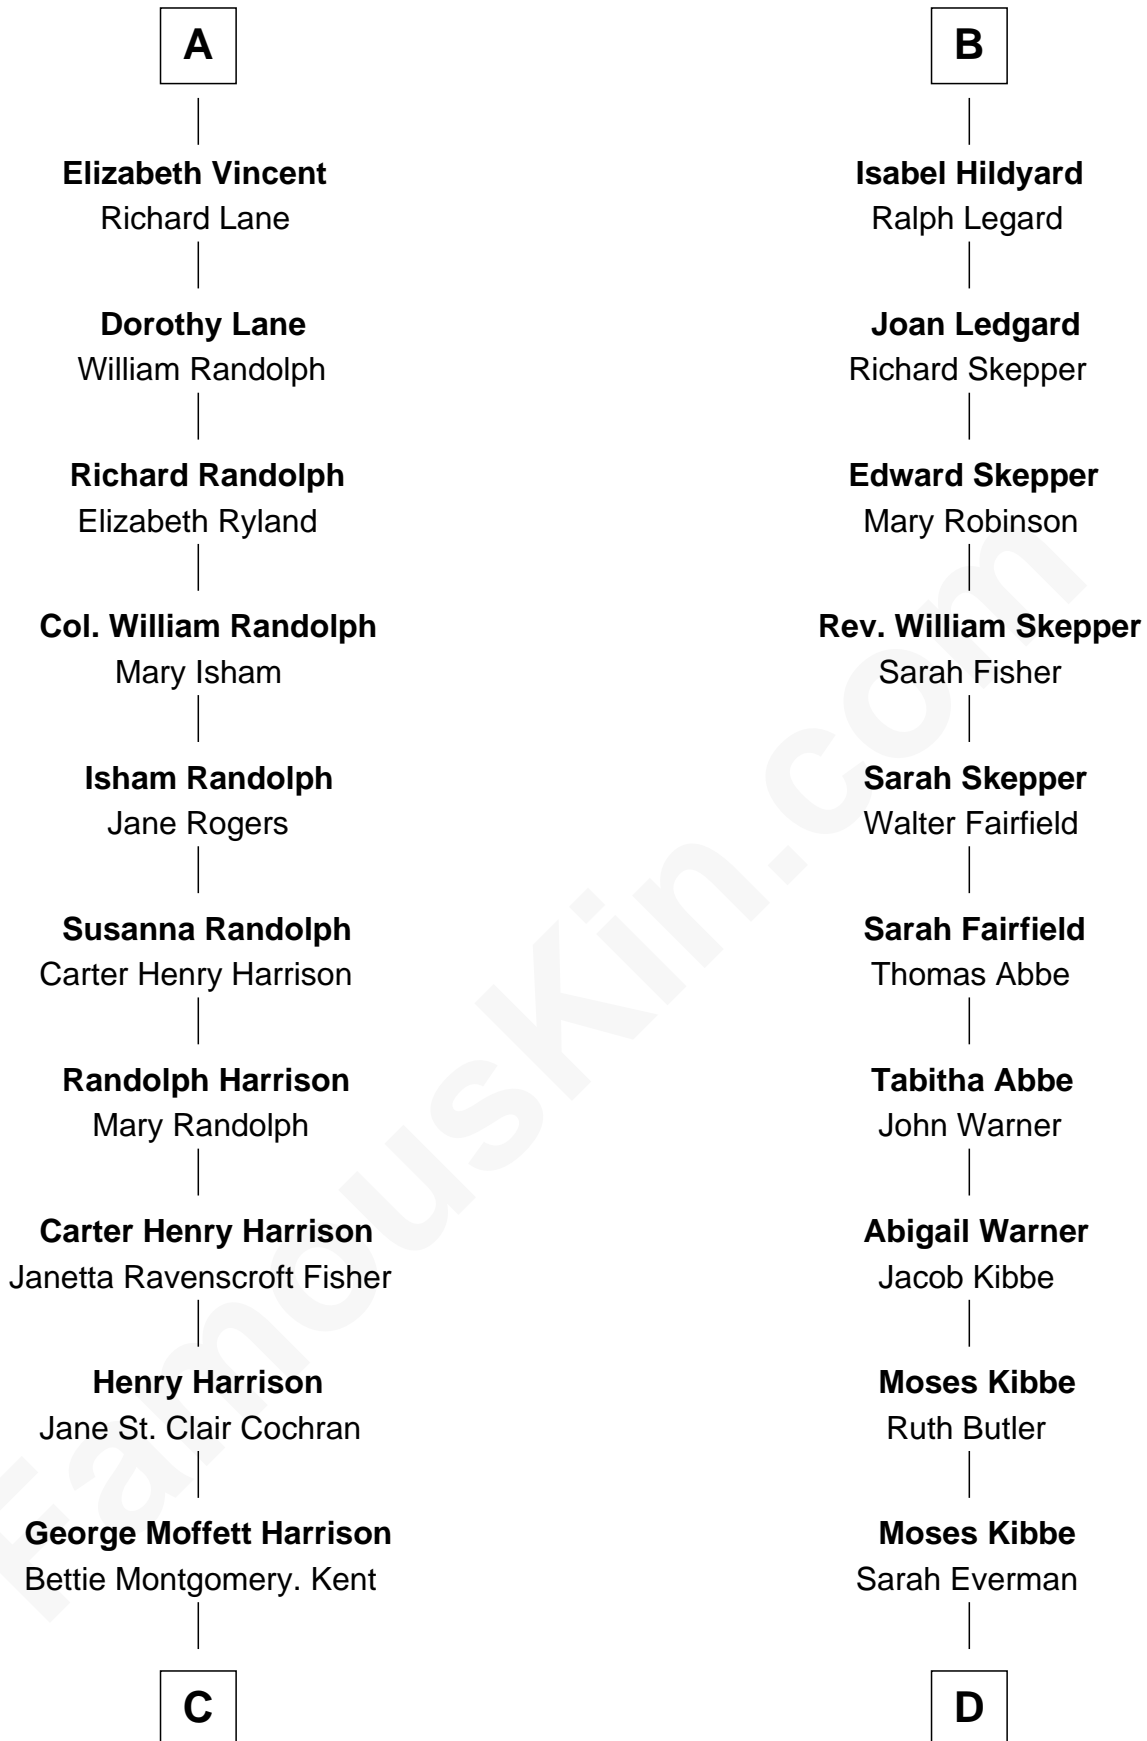 A
Elizabeth Vincent
Richard Lane
Dorothy Lane
William Randolph
Richard Randolph
Elizabeth Ryland
Col. William Randolph
Mary Isham
Isham Randolph
Jane Rogers
Susanna Randolph
Carter Henry Harrison
Randolph Harrison
Mary Randolph
Carter Henry Harrison
Janetta Ravenscroft Fisher
Henry Harrison
Jane St. Clair Cochran
George Moffett Harrison
Bettie Montgomery. Kent
C
B
Isabel Hildyard
Ralph Legard
Joan Ledgard
Richard Skepper
Edward Skepper
Mary Robinson
Rev. William Skepper
Sarah Fisher
Sarah Skepper
Walter Fairfield
Sarah Fairfield
Thomas Abbe
Tabitha Abbe
John Warner
Abigail Warner
Jacob Kibbe
Moses Kibbe
Ruth Butler
Moses Kibbe
Sarah Everman
D
FamousKin.com